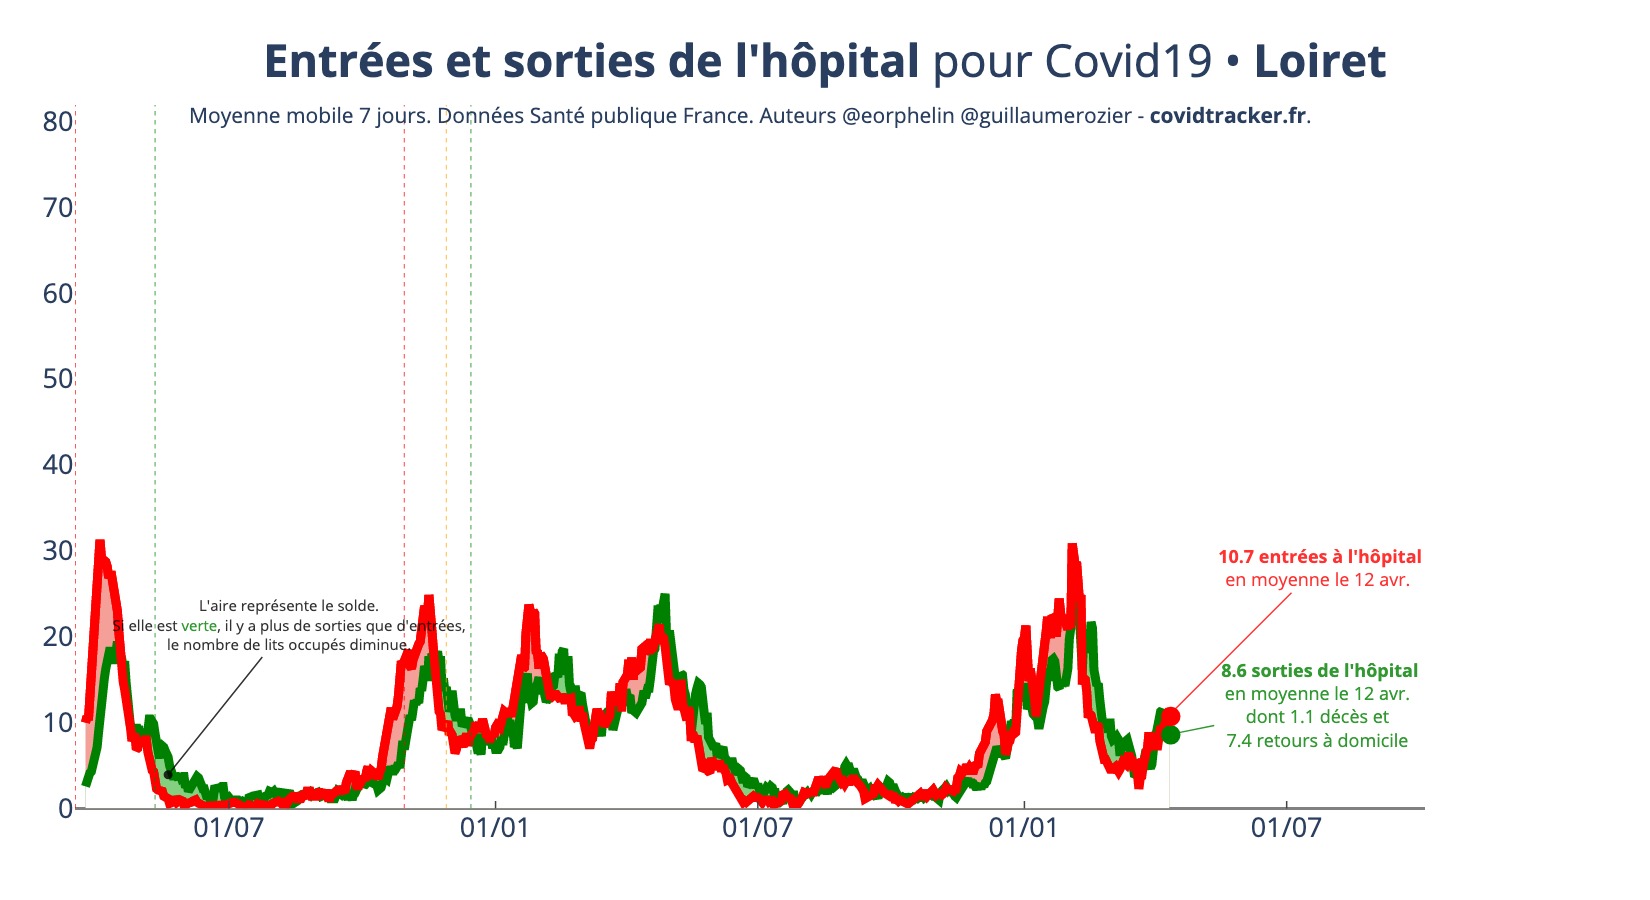 Entrées et sorties de l'hôpital pour Covid19 • Loiret
Moyenne mobile 7 jours. Données Santé publique France. Auteurs @eorphelin @guillaumerozier - covidtracker.fr.
80
70
60
50
40
30
20
10
0
L'aire représente le solde.
Si elle est verte, il y a plus de sorties que d'entrées,
le nombre de lits occupés diminue.
10.7 entrées à l'hôpital
en moyenne le 12 avr.
8.6 sorties de l'hôpital
en moyenne le 12 avr.
dont 1.1 décès et
7.4 retours à domicile
01/07
01/01
01/07
01/01
01/07